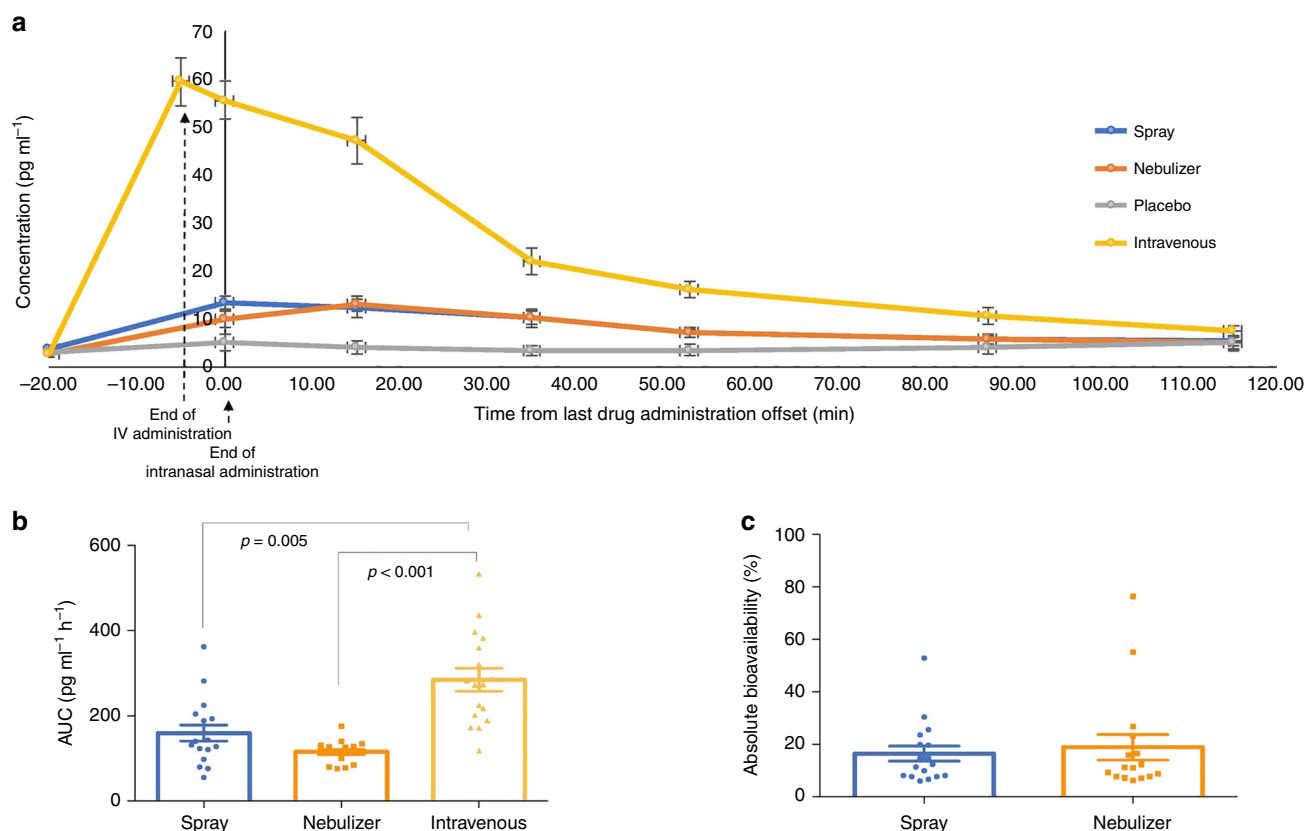 a
70
60
50
40
30
20
10
0
Concentration (pg ml⁻¹)
Spray
Nebulizer
Placebo
Intravenous
–20.00 –10.00 0.00 10.00 20.00 30.00 40.00 50.00 60.00 70.00 80.00 90.00 100.00 110.00 120.00
Time from last drug administration offset (min)
End of
IV administration
End of
intranasal administration
b
p = 0.005
p < 0.001
600
400
200
0
AUC (pg ml⁻¹ h⁻¹)
Spray Nebulizer Intravenous
c
100
80
60
40
20
0
Absolute bioavailability (%)
Spray Nebulizer